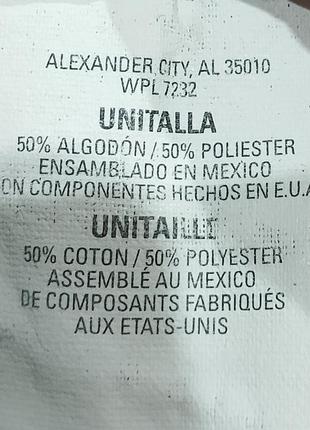 ALEXANDER CITY, AL 35010
WPL 7232
UNITALLA
50% ALGODÓN / 50% POLIESTER
ENSAMBLADO EN MEXICO
ON COMPONENTES HECHOS EN E.U.A
UNITAILLE
50% COTON / 50% POLYESTER
ASSEMBLÉ AU MEXICO
DE COMPOSANTS FABRIQUÉS
AUX ETATS-UNIS